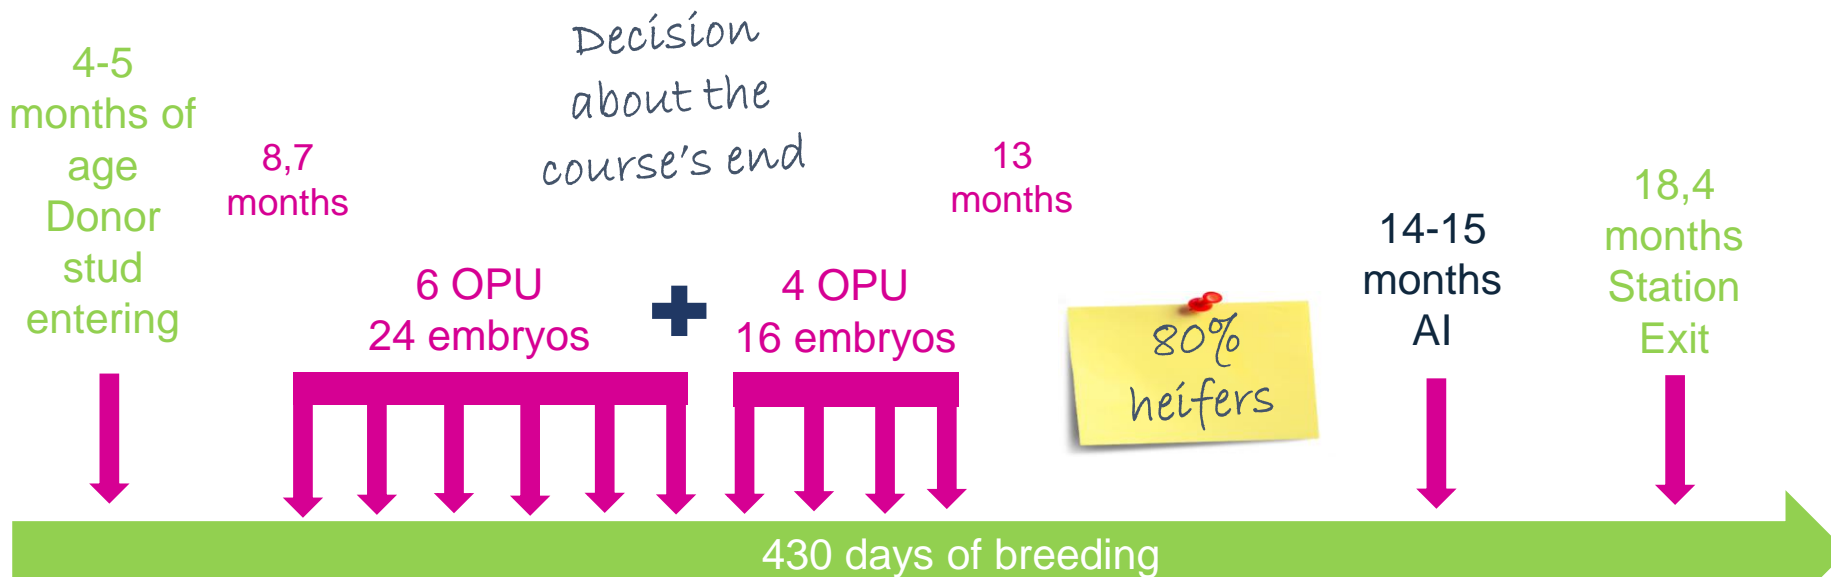 4-5
months of
age
Donor
stud
entering
8,7
months
Decision
about the
course's end
6 OPU
24 embryos
4 OPU
16 embryos
13
months
80%
heifers
14-15
months
AI
18,4
months
Station
Exit
430 days of breeding